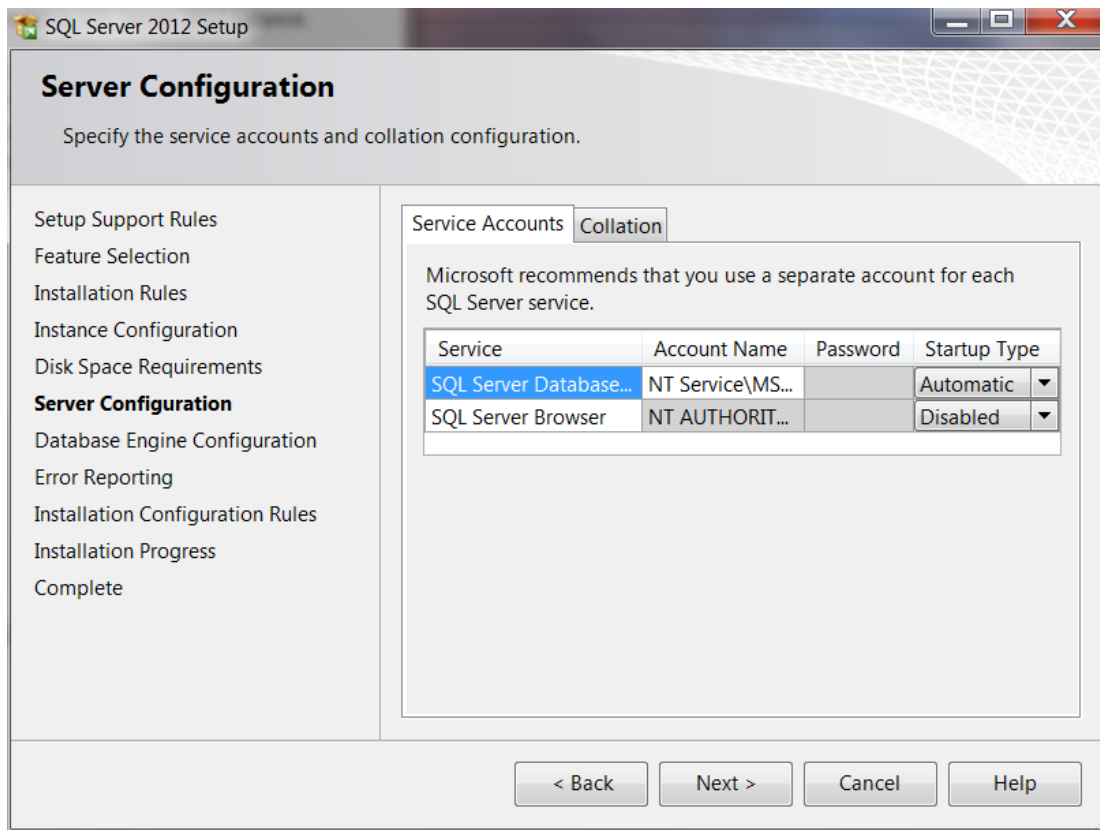 SQL Server 2012 Setup
Server Configuration
Specify the service accounts and collation configuration.
Setup Support Rules
Feature Selection
Installation Rules
Instance Configuration
Disk Space Requirements
Server Configuration
Database Engine Configuration
Error Reporting
Installation Configuration Rules
Installation Progress
Complete
Service Accounts Collation
Microsoft recommends that you use a separate account for each
SQL Server service.
Service Account Name Password Startup Type
SQL Server Database... NT Service\MS... Automatic
SQL Server Browser NT AUTHORIT... Disabled
< Back Next > Cancel Help